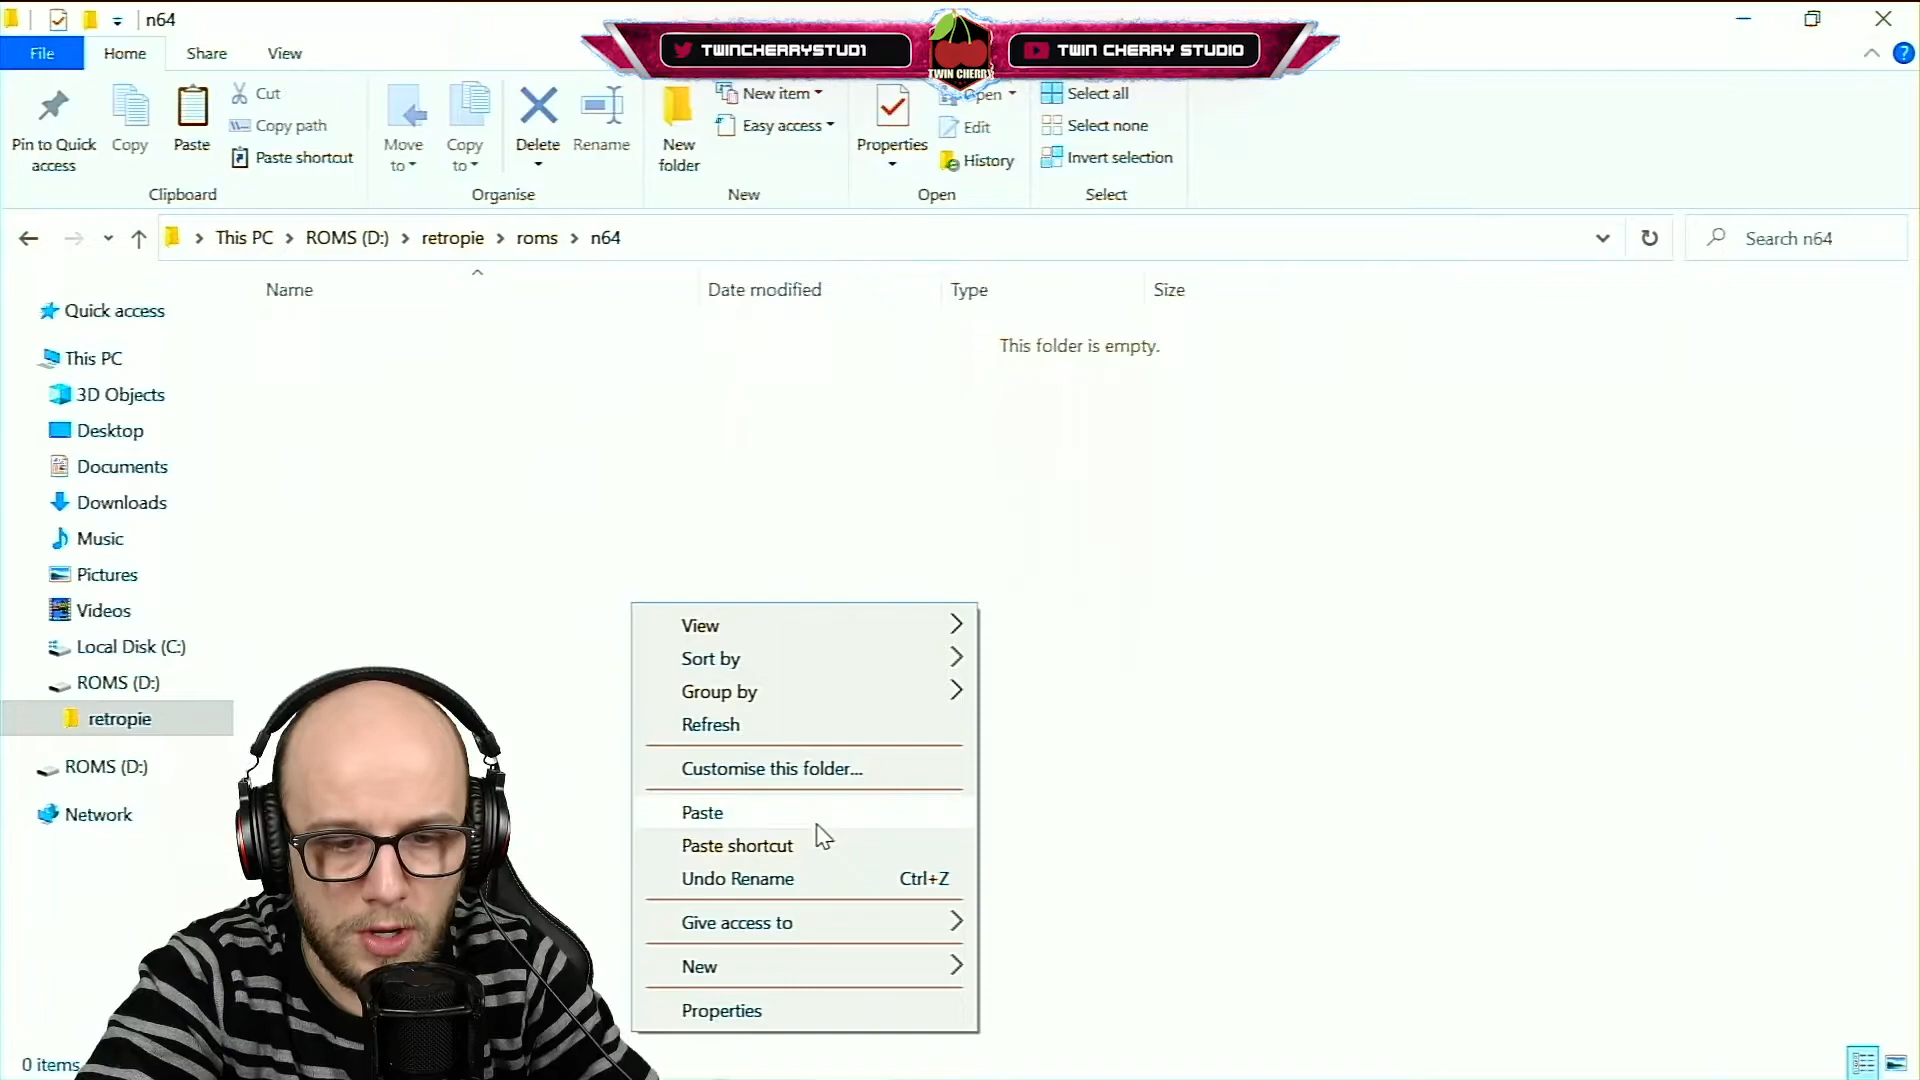 n64
TWINCHERRYSTUD1
TWIN CHERRY
TWIN CHERRY STUDIO
File
Home
Share
View
Pin to Quick access
Copy
Paste
Cut
Copy path
Paste shortcut
Clipboard
Move to
Copy to
Delete
Rename
Organise
New folder
New item
Easy access
New
Properties
Open
Edit
History
Open
Select all
Select none
Invert selection
Select
This PC
ROMS (D:)
retropie
roms
n64
Search n64
Name
Date modified
Type
Size
This folder is empty.
Quick access
This PC
3D Objects
Desktop
Documents
Downloads
Music
Pictures
Videos
Local Disk (C:)
ROMS (D:)
retropie
ROMS (D:)
Network
View
Sort by
Group by
Refresh
Customise this folder...
Paste
Paste shortcut
Undo Rename Ctrl+Z
Give access to
New
Properties
0 items